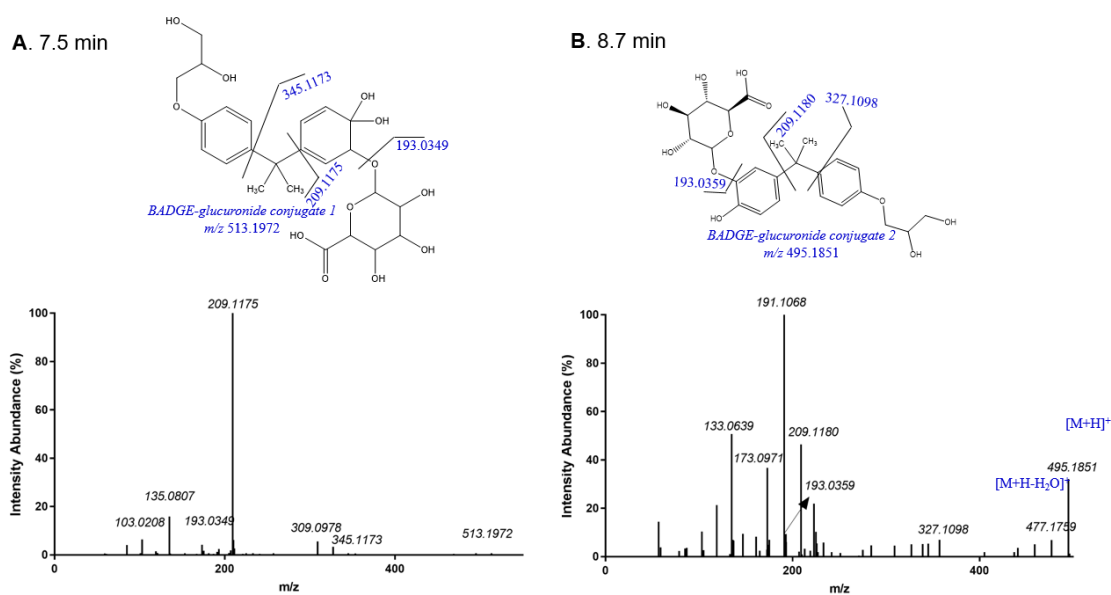 A. 7.5 min
HO
OH
O
345.1173
OH
OH
193.0349
O
H₃C
CH₃
209.1175
BADGE-glucuronide conjugate 1
m/z 513.1972
O
OH
HO
O
OH
OH
B. 8.7 min
HO
O
HO
HO
O
HO
O
209.1180
327.1098
H₃C
CH₃
193.0359
HO
O
OH
OH
BADGE-glucuronide conjugate 2
m/z 495.1851
Intensity Abundance (%)
100
80
60
40
20
0
0
200
400
m/z
209.1175
135.0807
103.0208
193.0349
309.0978
345.1173
513.1972
Intensity Abundance (%)
100
80
60
40
20
0
0
200
400
m/z
191.1068
133.0639
209.1180
173.0971
193.0359
327.1098
[M+H]⁺
495.1851
[M+H-H₂O]⁺
477.1759